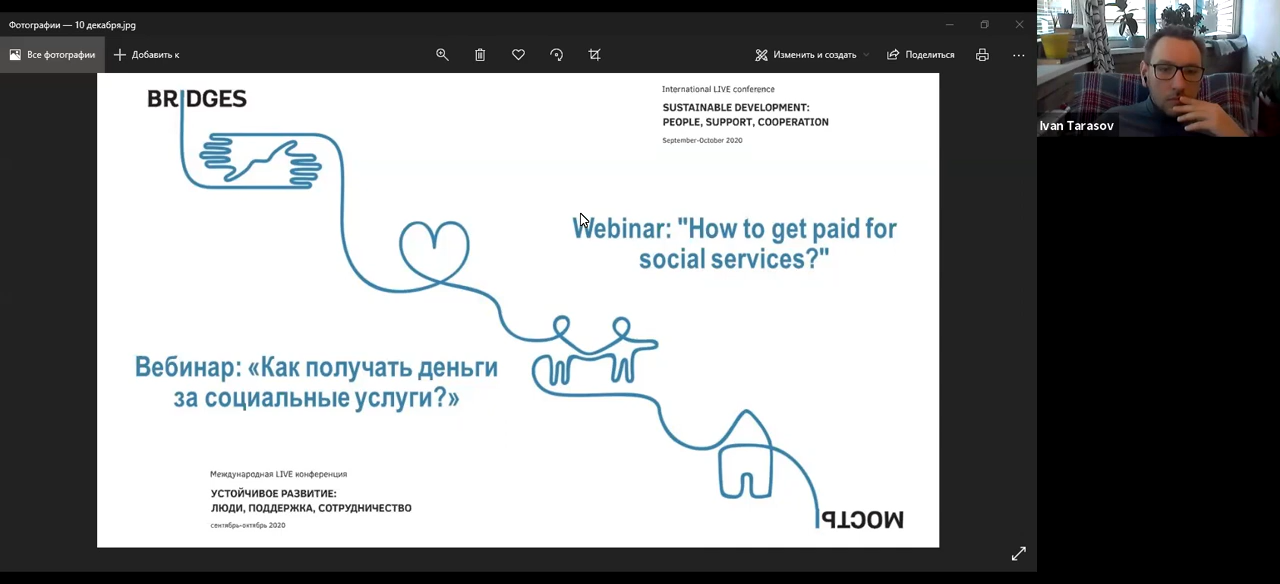 Фотографии — 10 декабря.jpg
Все фотографии
Добавить к
Изменить и создать
Поделиться
Ivan Tarasov
BRIDGES
International LIVE conference
SUSTAINABLE DEVELOPMENT:
PEOPLE, SUPPORT, COOPERATION
September-October 2020
Webinar: "How to get paid for
social services?"
Вебинар: «Как получать деньги
за социальные услуги?»
Международная LIVE конференция
УСТОЙЧИВОЕ РАЗВИТИЕ:
ЛЮДИ, ПОДДЕРЖКА, СОТРУДНИЧЕСТВО
сентябрь-октябрь 2020
МОСТЫ